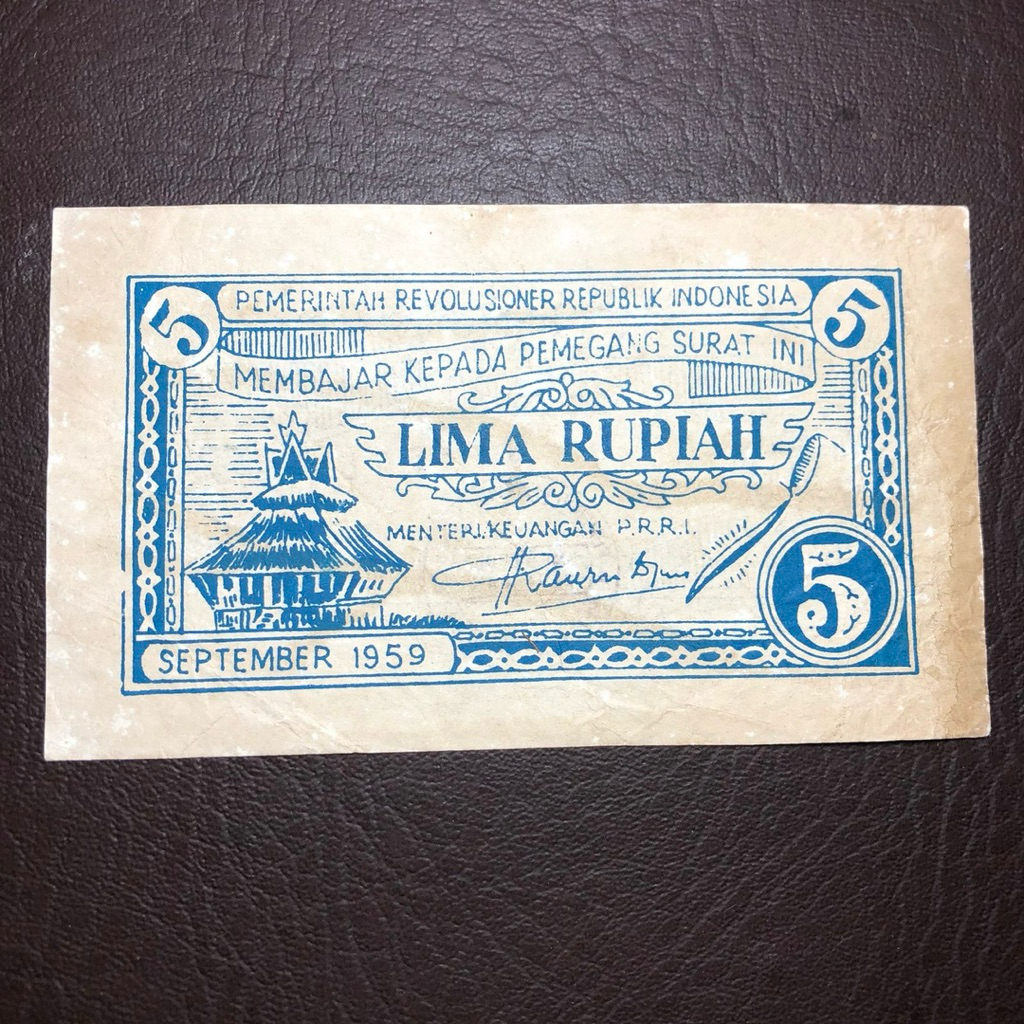 5 PEMERINTAH REVOLUSIONER REPUBLIK INDONESIA 5
MEMBAJAR KEPADA PEMEGANG SURAT INI
LIMA RUPIAH
MENTERI KEUANGAN P.R.R.I.
5
SEPTEMBER 1959